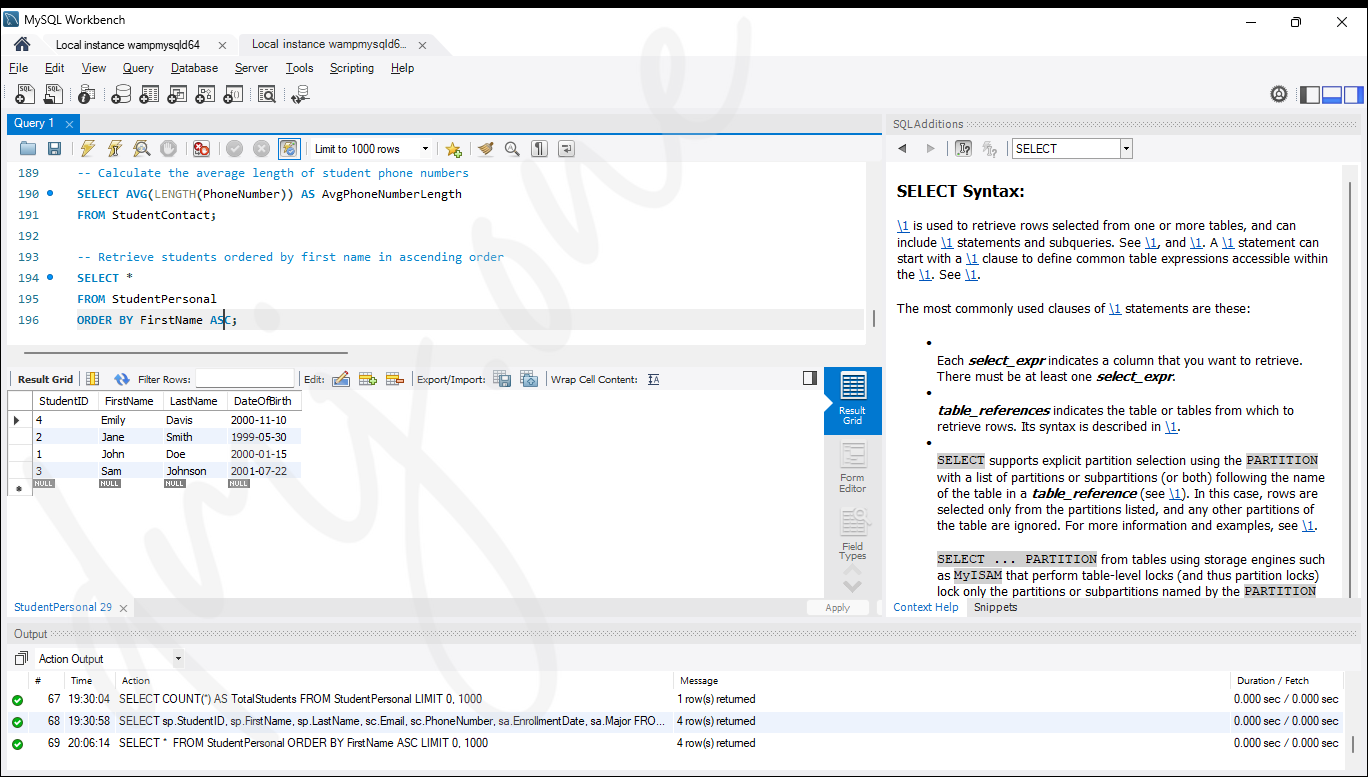 MySQL Workbench
Local instance wampmysqld64 Local instance wampmysqld6...
File Edit View Query Database Server Tools Scripting Help
Query 1
Limit to 1000 rows
189 -- Calculate the average length of student phone numbers
190 SELECT AVG(LENGTH(PhoneNumber)) AS AvgPhoneNumberLength
191 FROM StudentContact;
192
193 -- Retrieve students ordered by first name in ascending order
194 SELECT *
195 FROM StudentPersonal
196 ORDER BY FirstName ASC;
Result Grid Filter Rows: Edit: Export/Import: Wrap Cell Content:
StudentID FirstName LastName DateOfBirth
4 Emily Davis 2000-11-10
2 Jane Smith 1999-05-30
1 John Doe 2000-01-15
3 Sam Johnson 2001-07-22
NULL NULL NULL NULL
Result
Grid
Form
Editor
Field
Types
StudentPersonal 29
Apply
SQLAdditions
SELECT
SELECT Syntax:
\1 is used to retrieve rows selected from one or more tables, and can
include \1 statements and subqueries. See \1, and \1. A \1 statement can
start with a \1 clause to define common table expressions accessible within
the \1. See \1.
The most commonly used clauses of \1 statements are these:
Each select_expr indicates a column that you want to retrieve.
There must be at least one select_expr.
table_references indicates the table or tables from which to
retrieve rows. Its syntax is described in \1.
SELECT supports explicit partition selection using the PARTITION
with a list of partitions or subpartitions (or both) following the name
of the table in a table_reference (see \1). In this case, rows are
selected only from the partitions listed, and any other partitions of
the table are ignored. For more information and examples, see \1.
SELECT ... PARTITION from tables using storage engines such
as MyISAM that perform table-level locks (and thus partition locks)
lock only the partitions or subpartitions named by the PARTITION
Context Help Snippets
Output
Action Output
# Time Action Message Duration / Fetch
67 19:30:04 SELECT COUNT(*) AS TotalStudents FROM StudentPersonal LIMIT 0, 1000 1 row(s) returned 0.000 sec / 0.000 sec
68 19:30:58 SELECT sp.StudentID, sp.FirstName, sp.LastName, sc.Email, sc.PhoneNumber, sa.EnrollmentDate, sa.Major FRO... 4 row(s) returned 0.000 sec / 0.000 sec
69 20:06:14 SELECT * FROM StudentPersonal ORDER BY FirstName ASC LIMIT 0, 1000 4 row(s) returned 0.000 sec / 0.000 sec